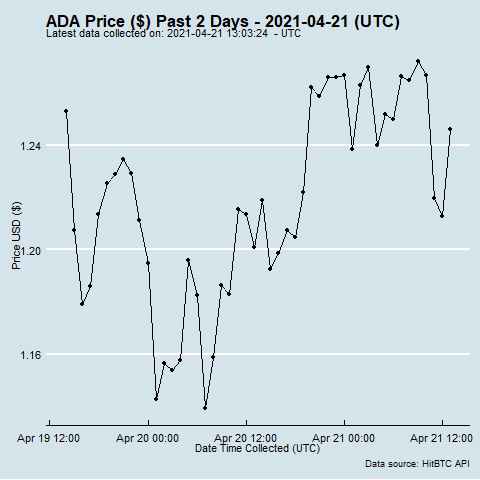 ADA Price ($) Past 2 Days - 2021-04-21 (UTC)
Latest data collected on: 2021-04-21 13:03:24 - UTC
Price USD ($)
1.24
1.20
1.16
Apr 19 12:00 Apr 20 00:00 Apr 20 12:00 Apr 21 00:00 Apr 21 12:00
Date Time Collected (UTC)
Data source: HitBTC API